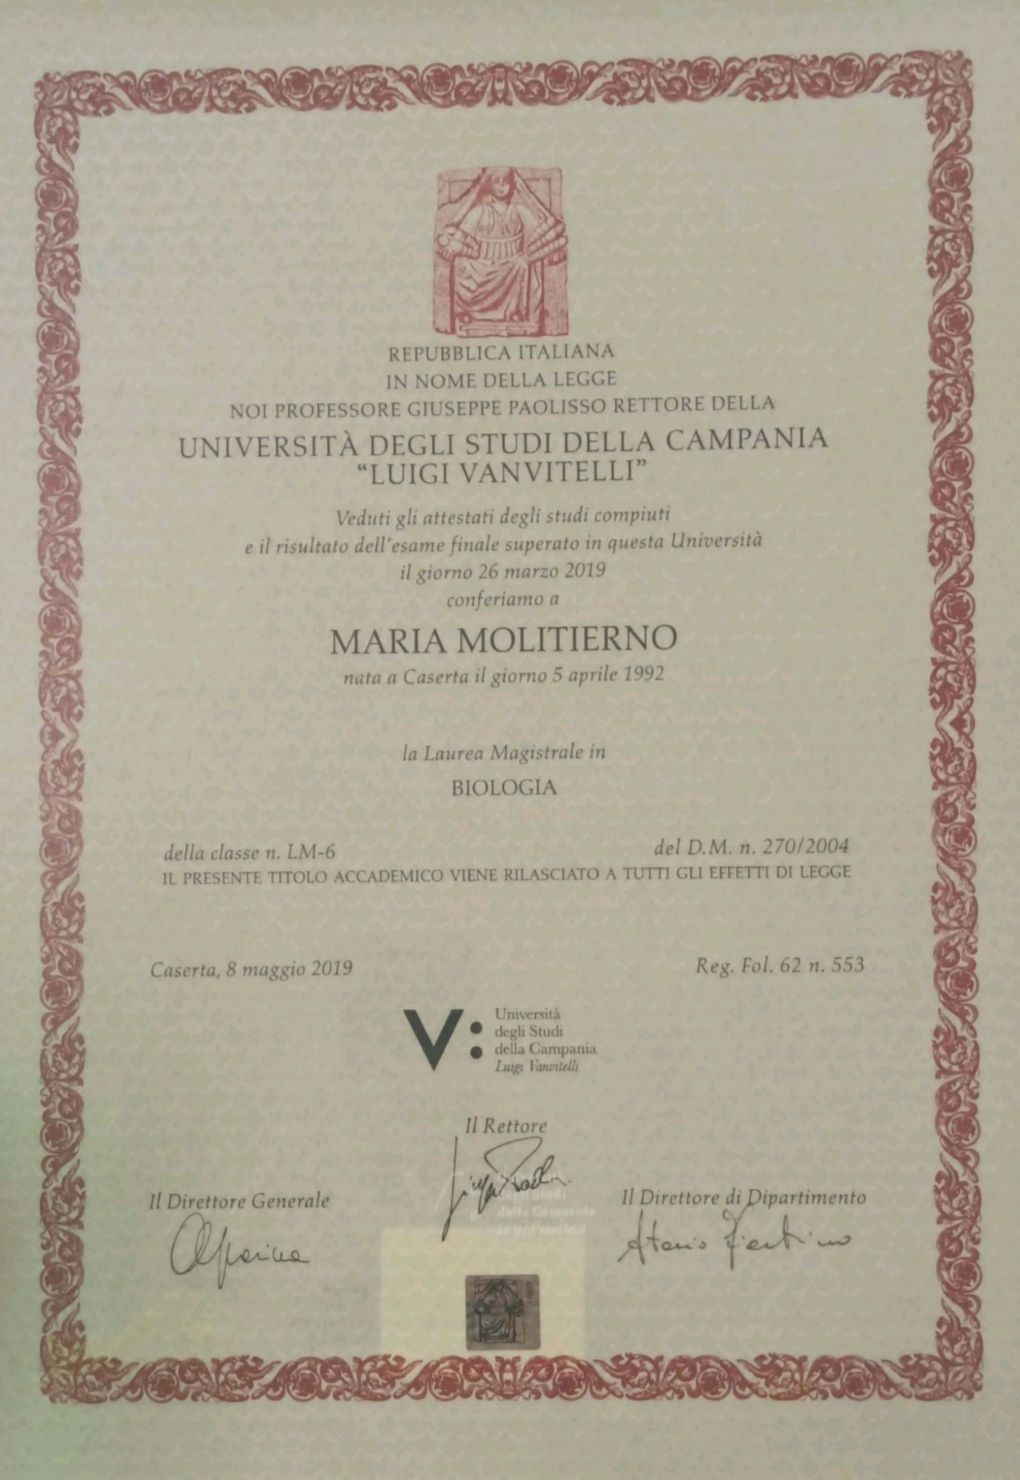 REPUBBLICA ITALIANA
IN NOME DELLA LEGGE
NOI PROFESSORE GIUSEPPE PAOLISSO RETTORE DELLA
UNIVERSITÀ DEGLI STUDI DELLA CAMPANIA
“LUIGI VANVITELLI”
Veduti gli attestati degli studi compiuti
e il risultato dell'esame finale superato in questa Università
il giorno 26 marzo 2019
conferiamo a
MARIA MOLITIERNO
nata a Caserta il giorno 5 aprile 1992
la Laurea Magistrale in
BIOLOGIA
della classe n. LM-6 del D.M. n. 270/2004
IL PRESENTE TITOLO ACCADEMICO VIENE RILASCIATO A TUTTI GLI EFFETTI DI LEGGE
Caserta, 8 maggio 2019 Reg. Fol. 62 n. 553
V:
Università
degli Studi
della Campania
Luigi Vanvitelli
Il Rettore
Il Direttore Generale Il Direttore di Dipartimento